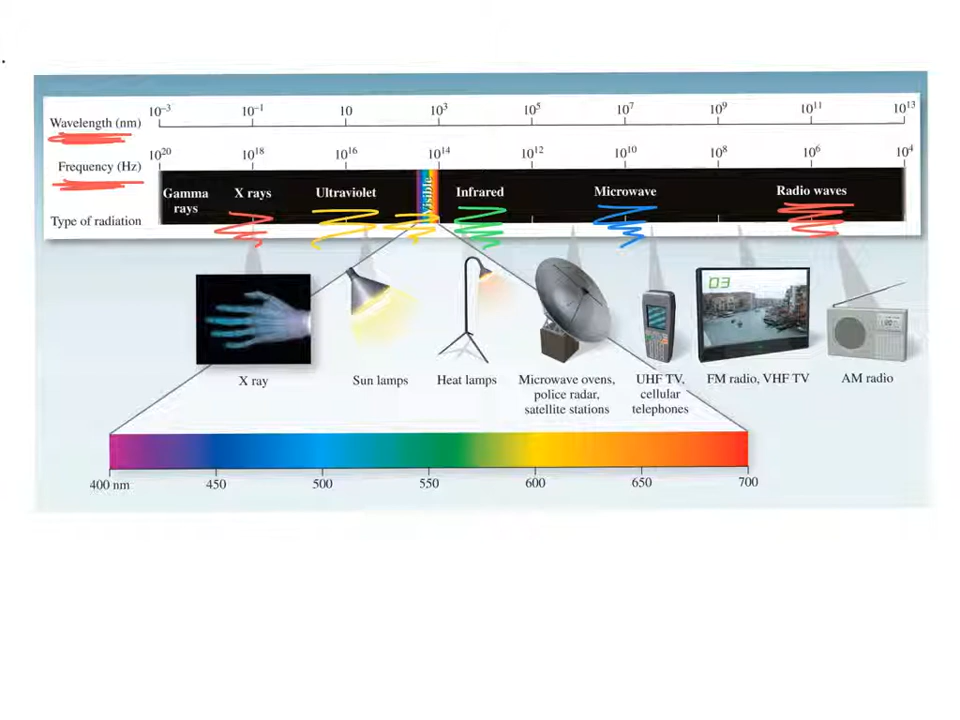 10⁻³ 10⁻¹ 10 10³ 10⁵ 10⁷ 10⁹ 10¹¹ 10¹³
Wavelength (nm)
10²⁰ 10¹⁸ 10¹⁶ 10¹⁴ 10¹² 10¹⁰ 10⁸ 10⁶ 10⁴
Frequency (Hz)
Gamma rays X rays Ultraviolet Visible Infrared Microwave Radio waves
Type of radiation
03
X ray
Sun lamps
Heat lamps
Microwave ovens,
police radar,
satellite stations
UHF TV,
cellular
telephones
FM radio, VHF TV
AM radio
400 nm 450 500 550 600 650 700